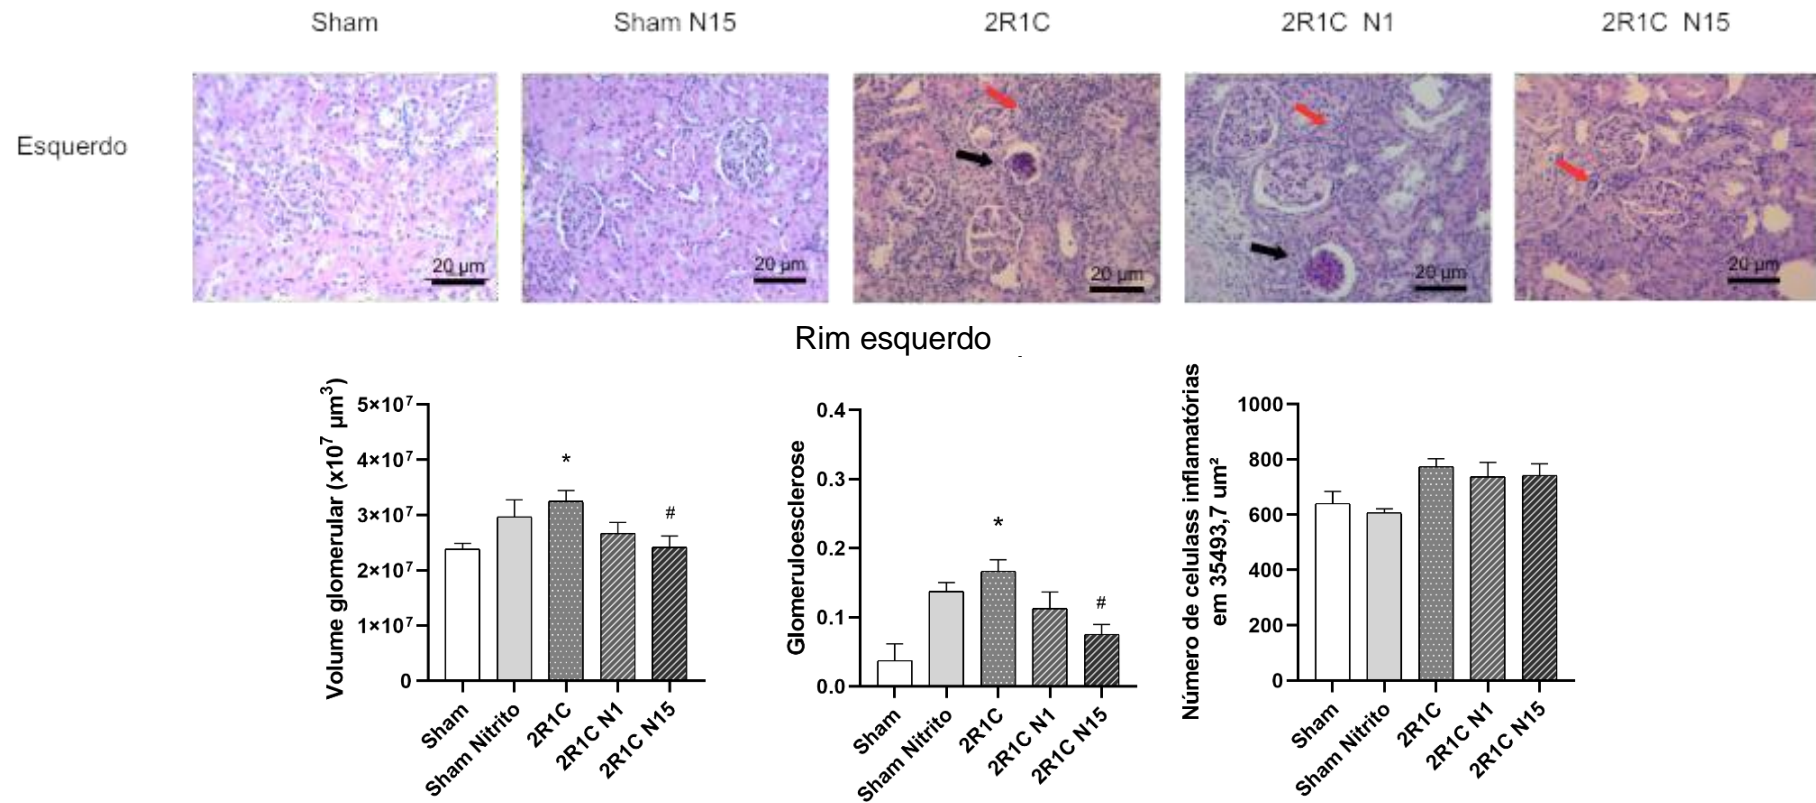 Sham
Sham N15
2R1C
2R1C N1
2R1C N15
Esquerdo
20 µm
20 µm
20 µm
20 µm
20 µm
Rim esquerdo
Volume glomerular (x10⁷ µm³)
5×10⁷
4×10⁷
3×10⁷
2×10⁷
1×10⁷
0
*
#
Sham
Sham Nitrito
2R1C
2R1C N1
2R1C N15
Glomeruloesclerose
0.4
0.3
0.2
0.1
0.0
*
#
Sham
Sham Nitrito
2R1C
2R1C N1
2R1C N15
Número de celulass inflamatórias
em 35493,7 um²
1000
800
600
400
200
0
Sham
Sham Nitrito
2R1C
2R1C N1
2R1C N15